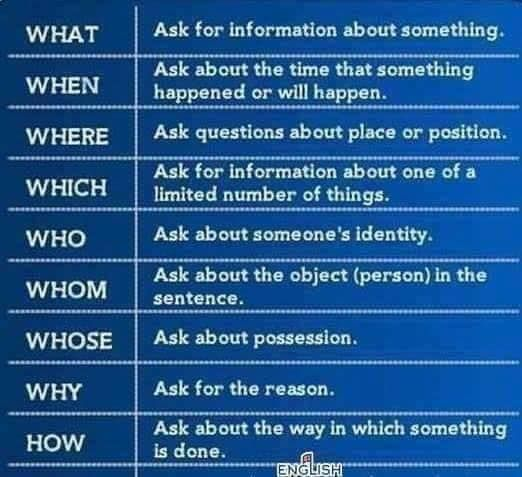 WHAT Ask for information about something.
WHEN Ask about the time that something
happened or will happen.
WHERE Ask questions about place or position.
WHICH Ask for information about one of a
limited number of things.
WHO Ask about someone's identity.
WHOM Ask about the object (person) in the
sentence.
WHOSE Ask about possession.
WHY Ask for the reason.
HOW Ask about the way in which something
is done.
ENGLISH